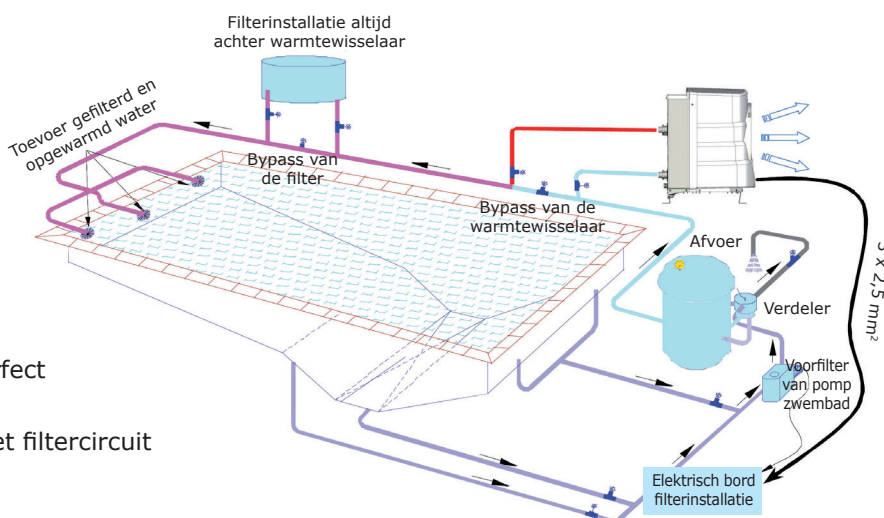 Filterinstallatie altijd
achter warmtewisselaar
Toevoer gefilterd en
opgewarmd water
Bypass van
de filter
Bypass van de
warmtewisselaar
Afvoer
Verdeler
x 2,5 mm²
Voorfilter
van pomp
zwembad
fect
et filtercircuit
Elektrisch bord
filterinstallatie